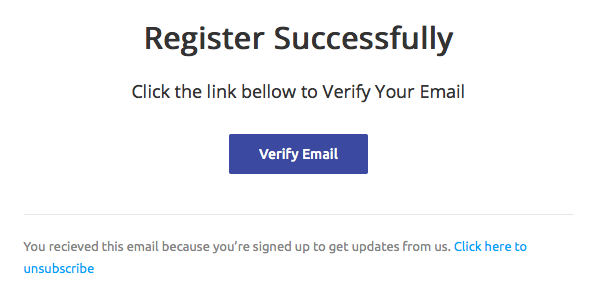 Register Successfully
Click the link bellow to Verify Your Email
Verify Email
You recieved this email because you’re signed up to get updates from us. Click here to
unsubscribe